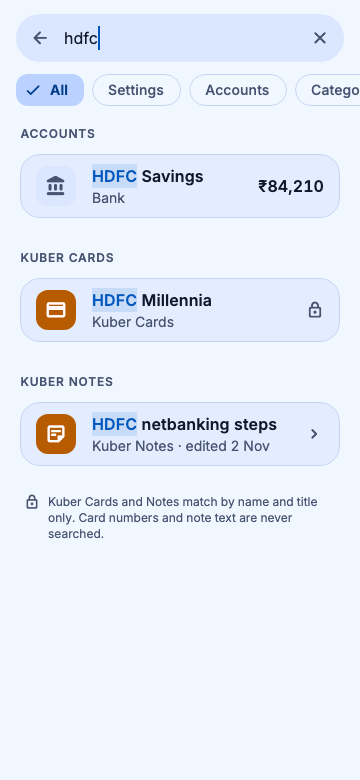 hdfc
All
Settings
Accounts
Catego
ACCOUNTS
HDFC Savings
₹84,210
Bank
KUBER CARDS
HDFC Millennia
Kuber Cards
KUBER NOTES
HDFC netbanking steps
Kuber Notes · edited 2 Nov
Kuber Cards and Notes match by name and title
only. Card numbers and note text are never
searched.